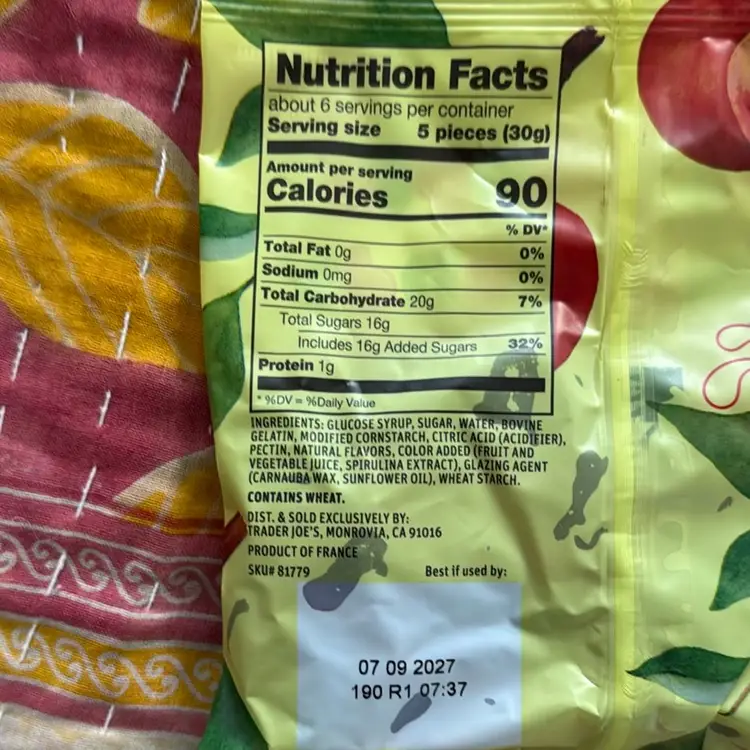 Nutrition Facts
about 6 servings per container
Serving size 5 pieces (30g)
Amount per serving
Calories 90
% DV*
Total Fat 0g 0%
Sodium 0mg 0%
Total Carbohydrate 20g 7%
Total Sugars 16g
Includes 16g Added Sugars 32%
Protein 1g
* %DV = %Daily Value
INGREDIENTS: GLUCOSE SYRUP, SUGAR, WATER, BOVINE
GELATIN, MODIFIED CORNSTARCH, CITRIC ACID (ACIDIFIER),
PECTIN, NATURAL FLAVORS, COLOR ADDED (FRUIT AND
VEGETABLE JUICE, SPIRULINA EXTRACT), GLAZING AGENT
(CARNAUBA WAX, SUNFLOWER OIL), WHEAT STARCH.
CONTAINS WHEAT.
DIST. & SOLD EXCLUSIVELY BY:
TRADER JOE'S, MONROVIA, CA 91016
PRODUCT OF FRANCE
SKU# 81779 Best if used by:
07 09 2027
190 R1 07:37